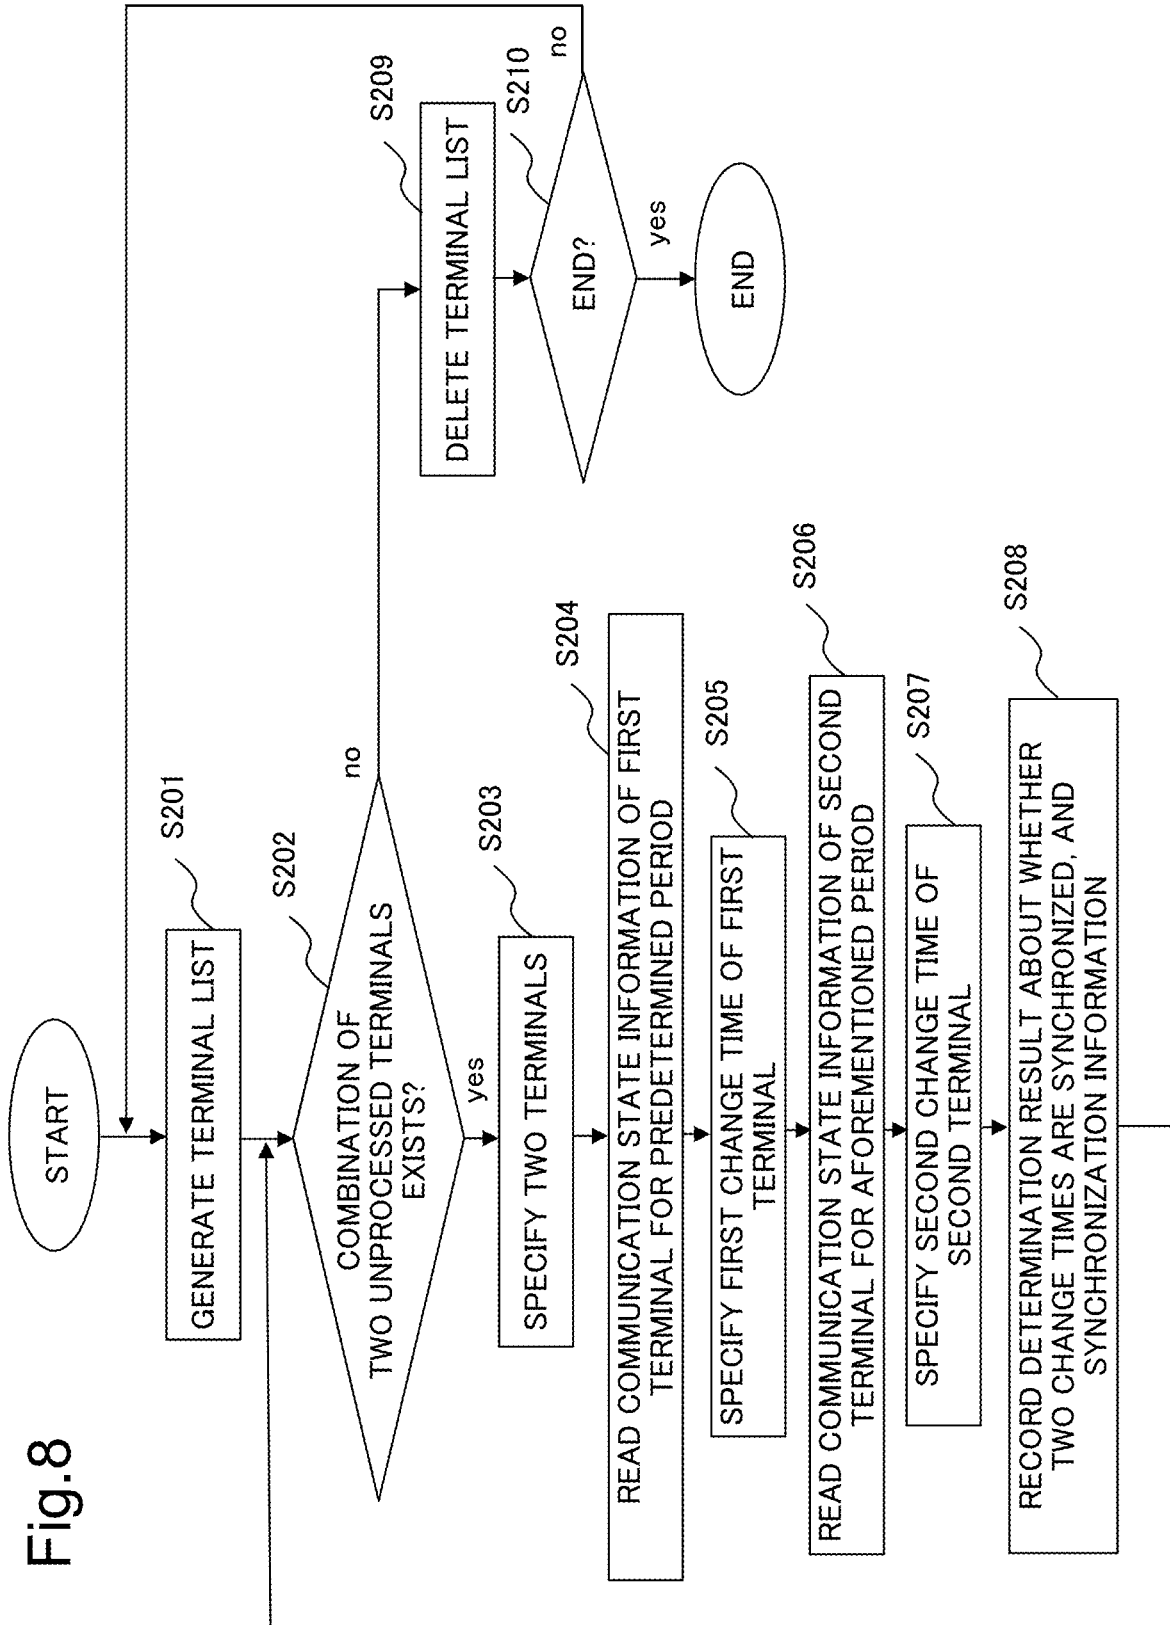 Fig.8
START
S201
GENERATE TERMINAL LIST
S202
COMBINATION OF
TWO UNPROCESSED TERMINALS
EXISTS?
no
yes
S203
SPECIFY TWO TERMINALS
S204
READ COMMUNICATION STATE INFORMATION OF FIRST
TERMINAL FOR PREDETERMINED PERIOD
S205
SPECIFY FIRST CHANGE TIME OF FIRST
TERMINAL
S206
READ COMMUNICATION STATE INFORMATION OF SECOND
TERMINAL FOR AFOREMENTIONED PERIOD
S207
SPECIFY SECOND CHANGE TIME OF
SECOND TERMINAL
S208
RECORD DETERMINATION RESULT ABOUT WHETHER
TWO CHANGE TIMES ARE SYNCHRONIZED, AND
SYNCHRONIZATION INFORMATION
S209
DELETE TERMINAL LIST
S210
END?
no
yes
END